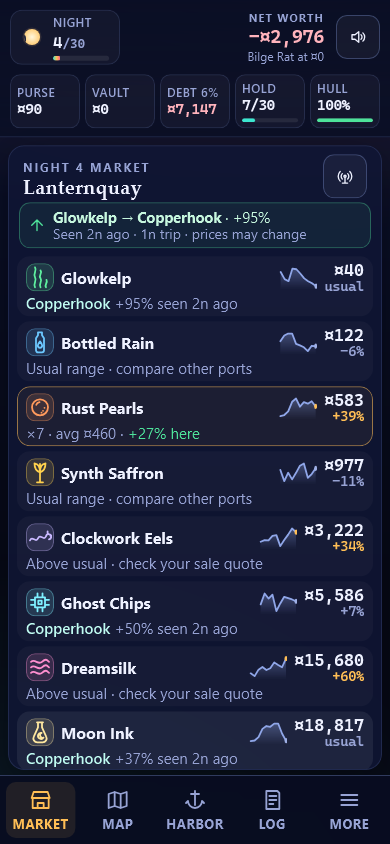 NIGHT
4/30
NET WORTH
−¤2,976
Bilge Rat at ¤0
PURSE
¤90
VAULT
¤0
DEBT 6%
¤7,147
HOLD
7/30
HULL
100%
NIGHT 4 MARKET
Lanternquay
Glowkelp → Copperhook · +95%
Seen 2n ago · 1n trip · prices may change
Glowkelp
¤40
usual
Copperhook +95% seen 2n ago
Bottled Rain
¤122
−6%
Usual range · compare other ports
Rust Pearls
¤583
+39%
×7 · avg ¤460 · +27% here
Synth Saffron
¤977
−11%
Usual range · compare other ports
Clockwork Eels
¤3,222
+34%
Above usual · check your sale quote
Ghost Chips
¤5,586
+7%
Copperhook +50% seen 2n ago
Dreamsilk
¤15,680
+60%
Above usual · check your sale quote
Moon Ink
¤18,817
usual
Copperhook +37% seen 2n ago
MARKET
MAP
HARBOR
LOG
MORE